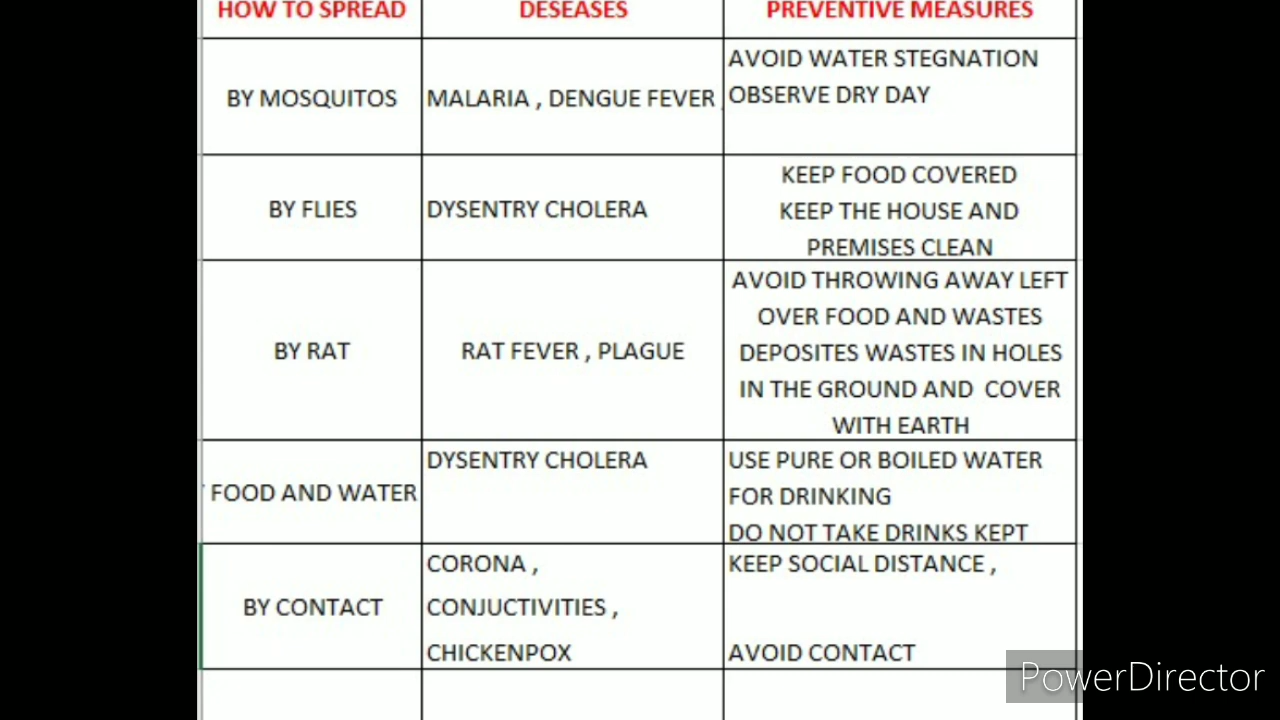 HOW TO SPREAD
DESEASES
PREVENTIVE MEASURES
BY MOSQUITOS
MALARIA , DENGUE FEVER ,
AVOID WATER STEGNATION
OBSERVE DRY DAY
BY FLIES
DYSENTRY CHOLERA
KEEP FOOD COVERED
KEEP THE HOUSE AND
PREMISES CLEAN
BY RAT
RAT FEVER , PLAGUE
AVOID THROWING AWAY LEFT
OVER FOOD AND WASTES
DEPOSITES WASTES IN HOLES
IN THE GROUND AND  COVER
WITH EARTH
FOOD AND WATER
DYSENTRY CHOLERA
USE PURE OR BOILED WATER
FOR DRINKING
DO NOT TAKE DRINKS KEPT
BY CONTACT
CORONA ,
CONJUCTIVITIES ,
CHICKENPOX
KEEP SOCIAL DISTANCE ,
AVOID CONTACT
PowerDirector